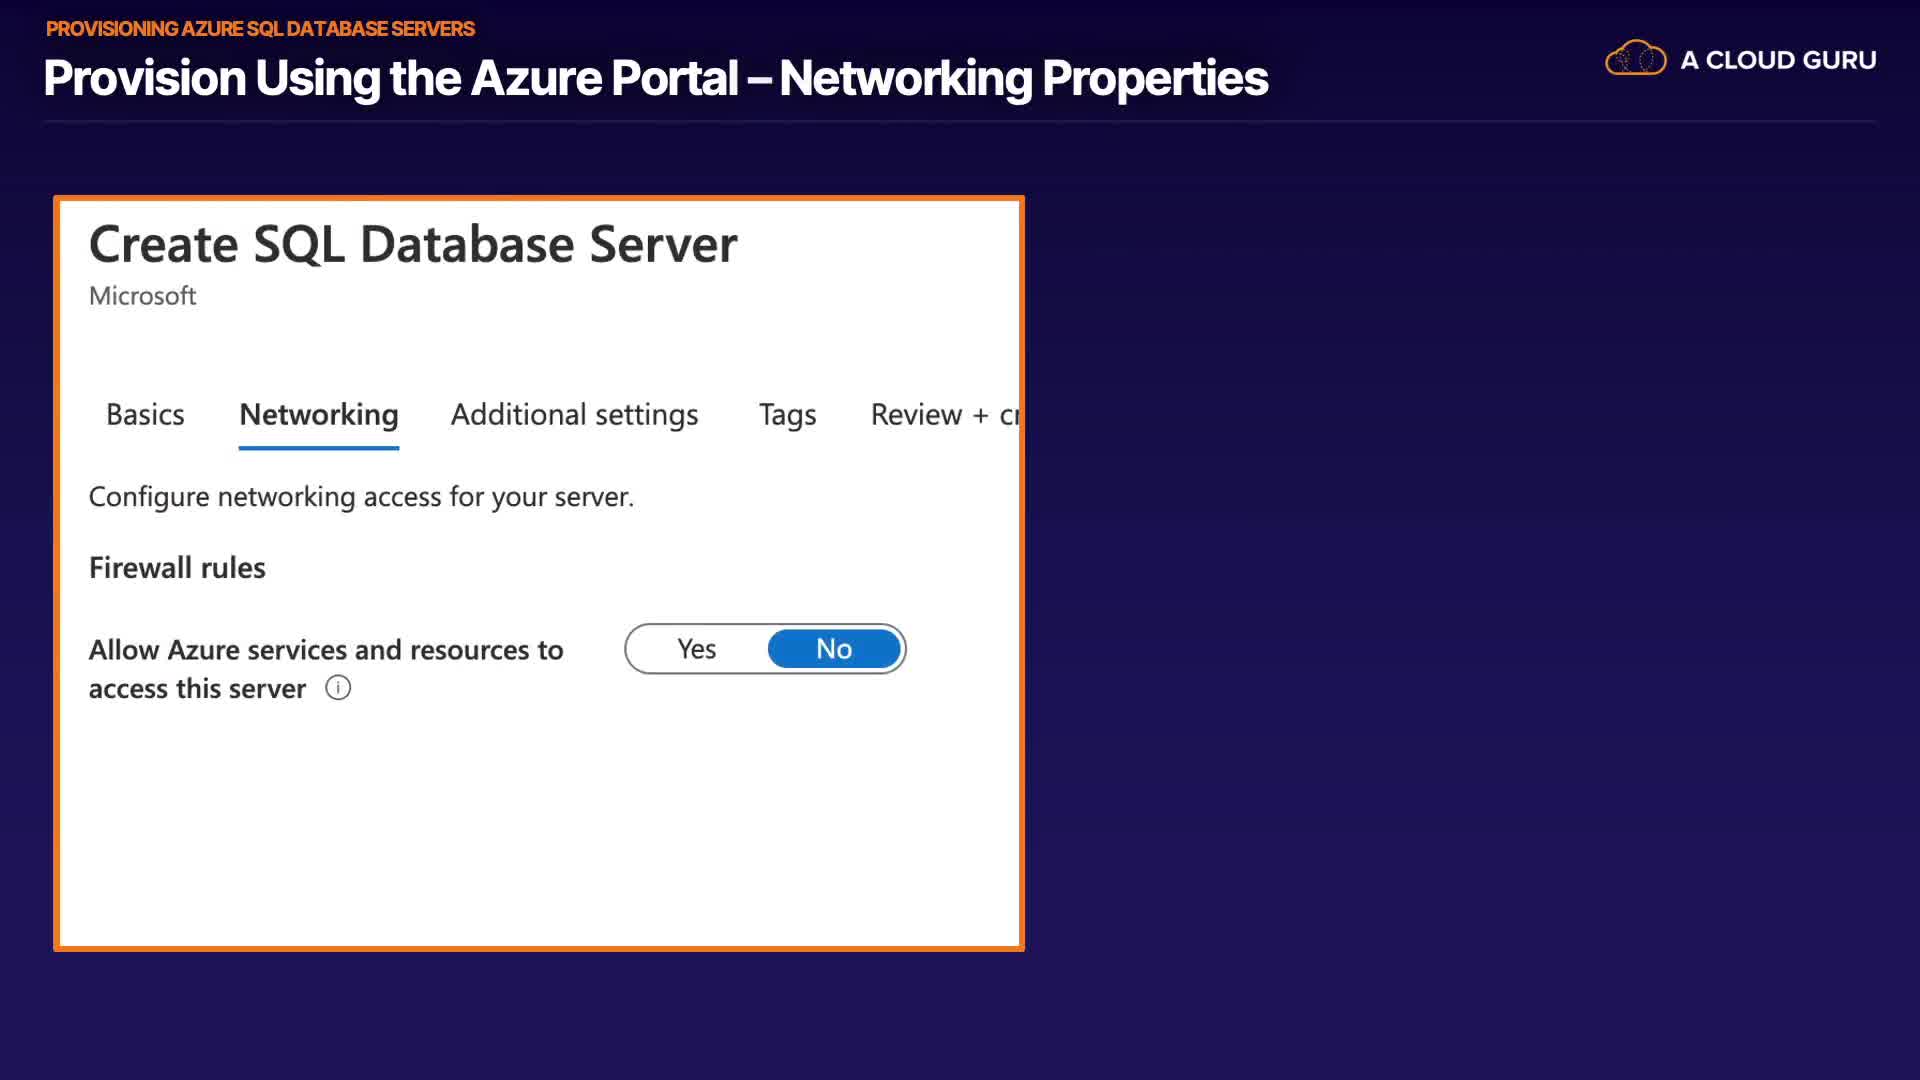 PROVISIONING AZURE SQL DATABASE SERVERS
Provision Using the Azure Portal – Networking Properties
A CLOUD GURU
Create SQL Database Server
Microsoft
Basics Networking Additional settings Tags Review + cr
Configure networking access for your server.
Firewall rules
Allow Azure services and resources to Yes No
access this server